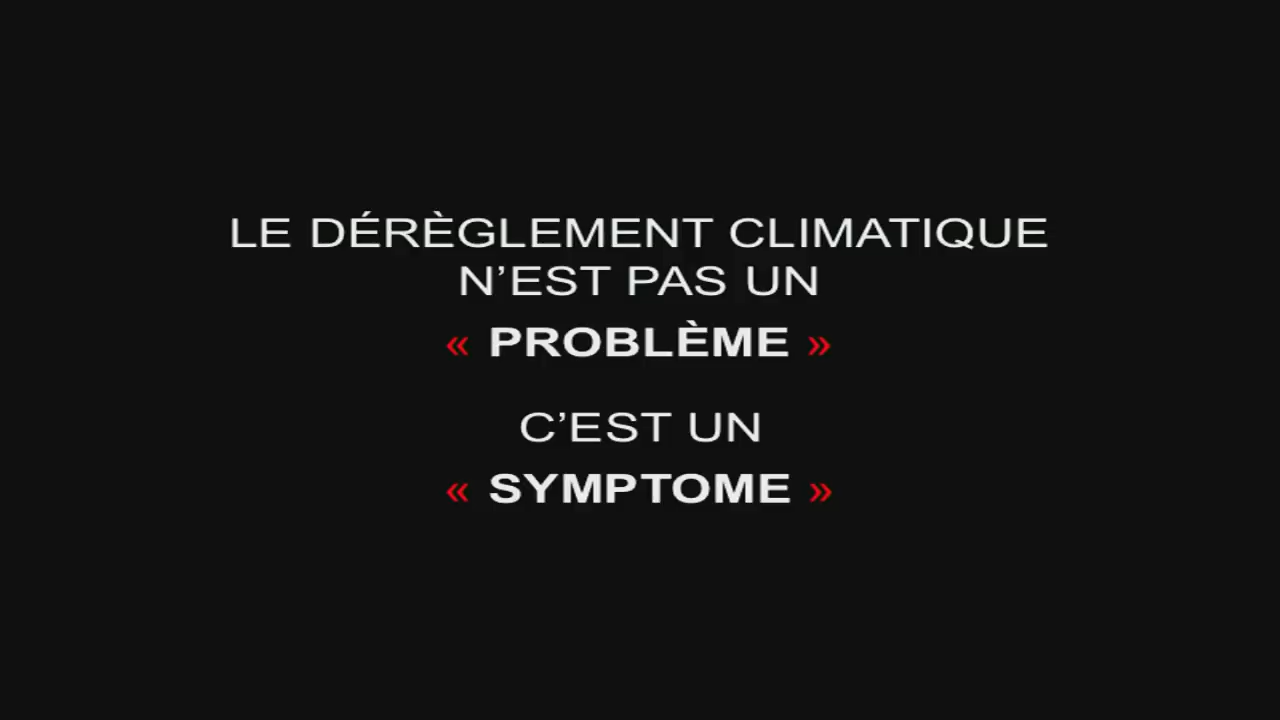 LE DÉRÈGLEMENT CLIMATIQUE
N’EST PAS UN
« PROBLÈME »
C’EST UN
« SYMPTOME »